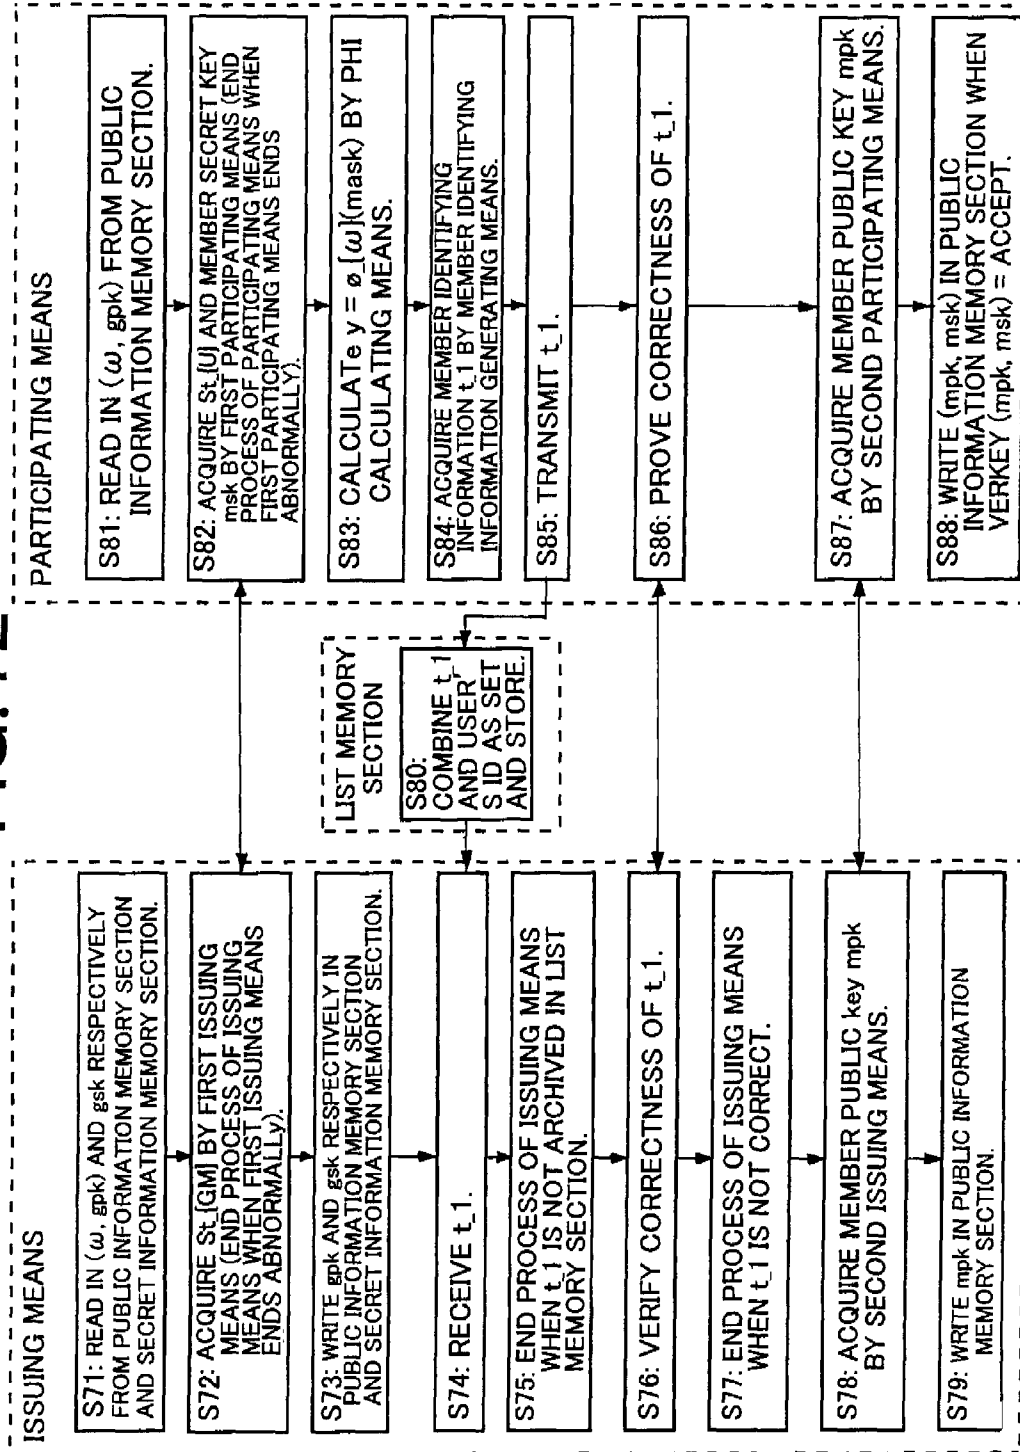 ISSUING MEANS
S71: READ IN (ω, gpk) AND gsk RESPECTIVELY
FROM PUBLIC INFORMATION MEMORY SECTION
AND SECRET INFORMATION MEMORY SECTION.
S72: ACQUIRE St_[GM] BY FIRST ISSUING
MEANS (END PROCESS OF ISSUING
MEANS WHEN FIRST ISSUING MEANS
ENDS ABNORMALLY).
S73: WRITE gpk AND gsk RESPECTIVELY IN
PUBLIC INFORMATION MEMORY SECTION
AND SECRET INFORMATION MEMORY SECTION.
S74: RECEIVE t_1.
S75: END PROCESS OF ISSUING MEANS
WHEN t_1 IS NOT ARCHIVED IN LIST
MEMORY SECTION.
S76: VERIFY CORRECTNESS OF t_1.
S77: END PROCESS OF ISSUING MEANS
WHEN t_1 IS NOT CORRECT.
S78: ACQUIRE MEMBER PUBLIC key mpk
BY SECOND ISSUING MEANS.
S79: WRITE mpk IN PUBLIC INFORMATION
MEMORY SECTION.
LIST MEMORY
SECTION
S80:
COMBINE t_1
AND USER'
S ID AS SET
AND STORE.
PARTICIPATING MEANS
S81: READ IN (ω, gpk) FROM PUBLIC
INFORMATION MEMORY SECTION.
S82: ACQUIRE St_[U] AND MEMBER SECRET KEY
msk BY FIRST PARTICIPATING MEANS (END
PROCESS OF PARTICIPATING MEANS WHEN
FIRST PARTICIPATING MEANS ENDS
ABNORMALLY).
S83: CALCULATe y = ø_[ω](mask) BY PHI
CALCULATING MEANS.
S84: ACQUIRE MEMBER IDENTIFYING
INFORMATION t_1 BY MEMBER IDENTIFYING
INFORMATION GENERATING MEANS.
S85: TRANSMIT t_1.
S86: PROVE CORRECTNESS OF t_1.
S87: ACQUIRE MEMBER PUBLIC KEY mpk
BY SECOND PARTICIPATING MEANS.
S88: WRITE (mpk, msk) IN PUBLIC
INFORMATION MEMORY SECTION WHEN
VERKEY (mpk, msk) = ACCEPT.